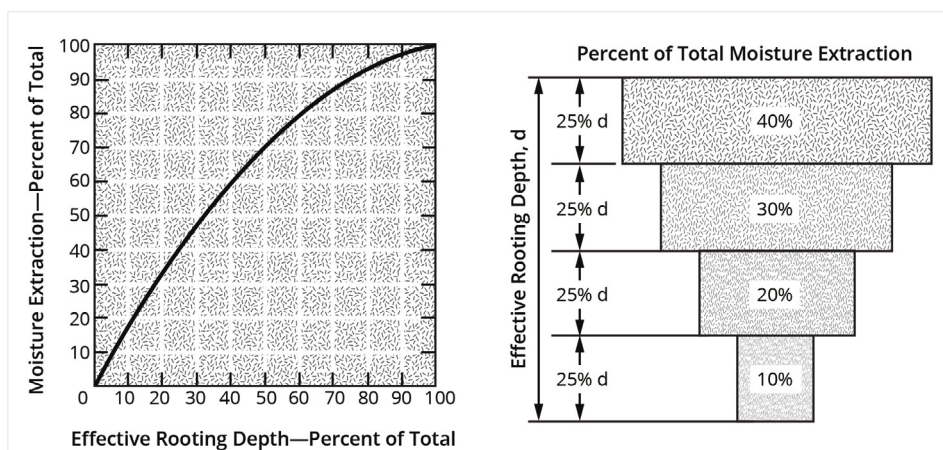 Moisture Extraction—Percent of Total
100
90
80
70
60
50
40
30
20
10
0 10 20 30 40 50 60 70 80 90 100
Effective Rooting Depth—Percent of Total
Percent of Total Moisture Extraction
Effective Rooting Depth, d
25% d 40%
25% d 30%
25% d 20%
25% d 10%